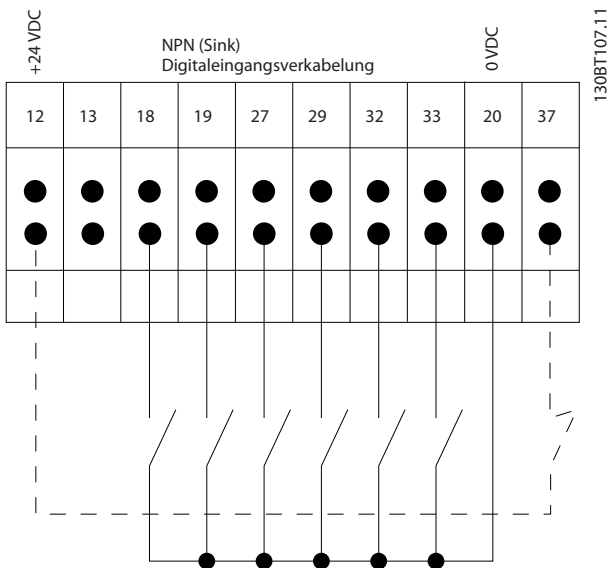 +24 VDC
NPN (Sink)
Digitaleingangsverkabelung
0 VDC
130BT107.11
12 13 18 19 27 29 32 33 20 37